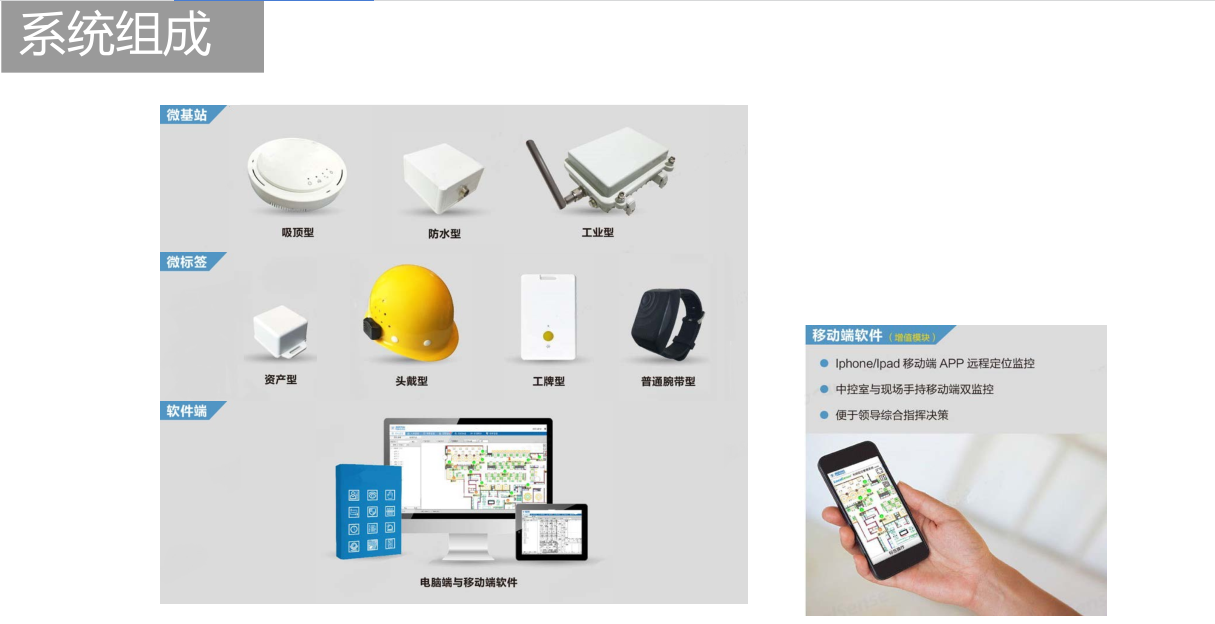 系统组成
微基站
吸顶型
防水型
工业型
微标签
资产型
头戴型
工牌型
普通腕带型
软件端
电脑端与移动端软件
移动端软件（增值模块）
Iphone/Ipad 移动端 APP 远程定位监控
中控室与现场手持移动端双监控
便于领导综合指挥决策